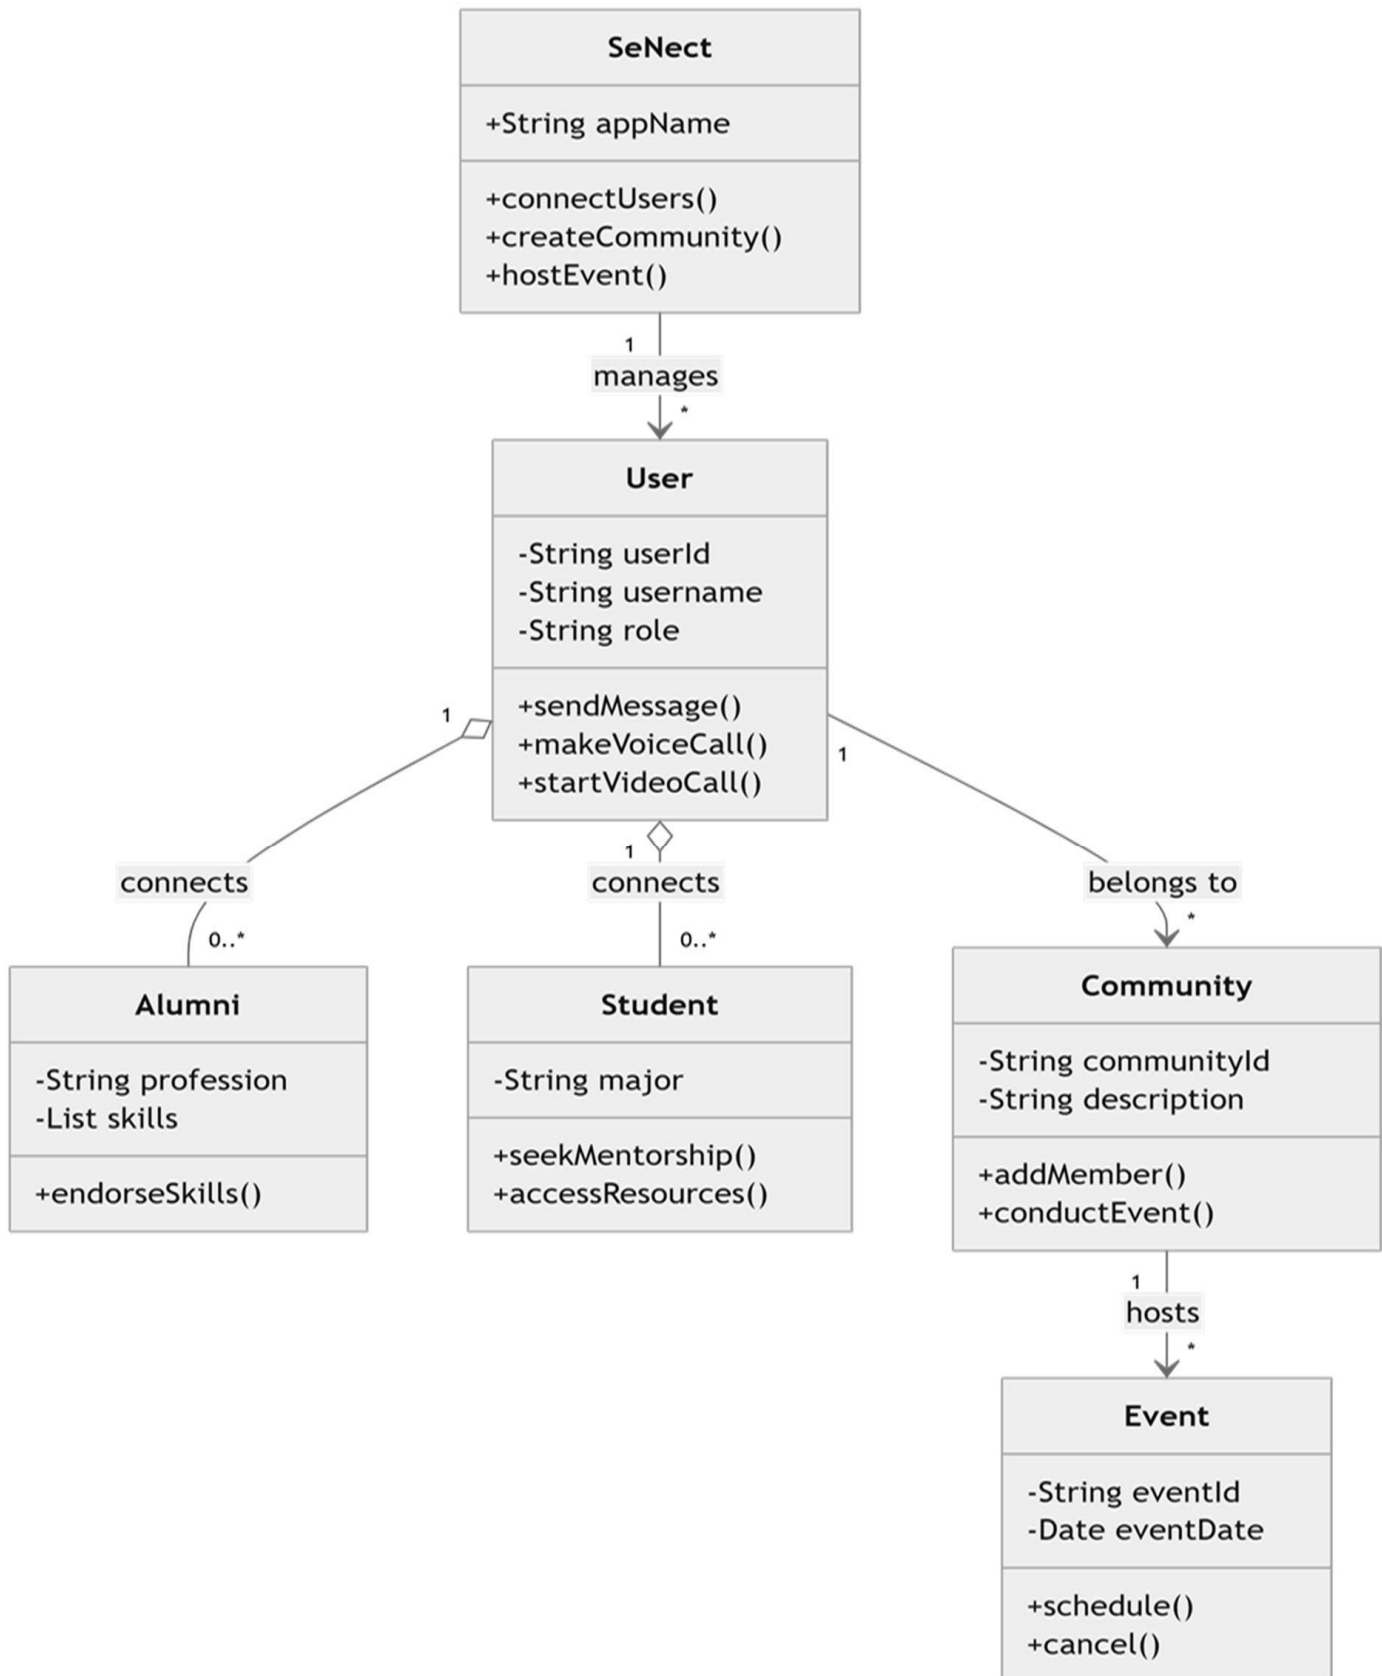 SeNect
+String appName
+connectUsers()
+createCommunity()
+hostEvent()
1
manages
*
User
-String userId
-String username
-String role
+sendMessage()
+makeVoiceCall()
+startVideoCall()
1
1
1
connects
connects
belongs to
0..*
0..*
*
Alumni
-String profession
-List skills
+endorseSkills()
Student
-String major
+seekMentorship()
+accessResources()
Community
-String communityId
-String description
+addMember()
+conductEvent()
1
hosts
*
Event
-String eventId
-Date eventDate
+schedule()
+cancel()